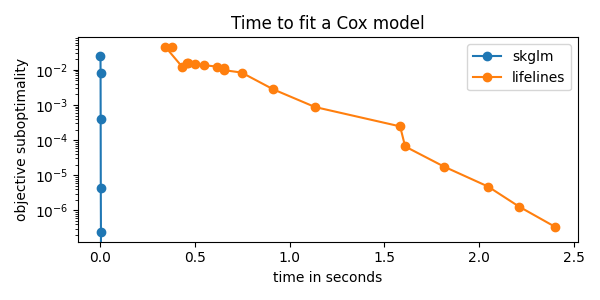 Time to fit a Cox model
objective suboptimality
10⁻²
10⁻³
10⁻⁴
10⁻⁵
10⁻⁶
skglm
lifelines
0.0 0.5 1.0 1.5 2.0 2.5
time in seconds